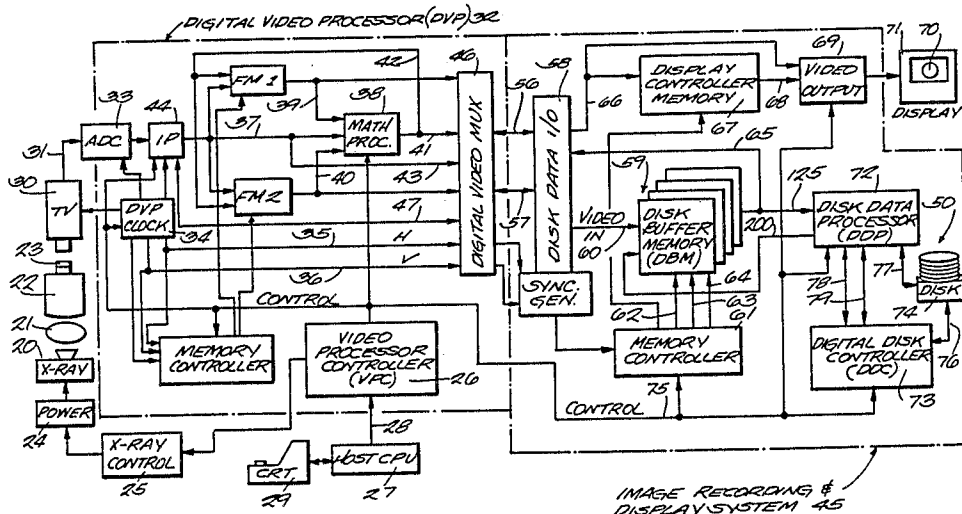 DIGITAL VIDEO PROCESSOR (DVP) 32
46
42
58
69
71
70
33
44
FM 1
39
38
56
DISPLAY CONTROLLER MEMORY
66
68
VIDEO OUTPUT
DISPLAY
31
ADC
IP
37
MATH PROC.
41
67
65
30
TV
43
40
FM 2
DIGITAL VIDEO MUX
57
DISK DATA I/O
59
72
50
125
DVP CLOCK
34
47
35
H
VIDEO IN
60
DISK BUFFER MEMORY (DBM)
200
DISK DATA PROCESSOR (DDP)
23
22
36
V
SYNC. GEN.
64
77
DISK
21
CONTROL
62
63
61
78
79
74
20
X-RAY
MEMORY CONTROLLER
VIDEO PROCESSOR CONTROLLER (VPC)
26
MEMORY CONTROLLER
DIGITAL DISK CONTROLLER (DDC)
76
POWER
24
75
73
CONTROL
28
X-RAY CONTROL
25
CRT.
29
HOST CPU
27
IMAGE RECORDING &
DISPLAY SYSTEM 45